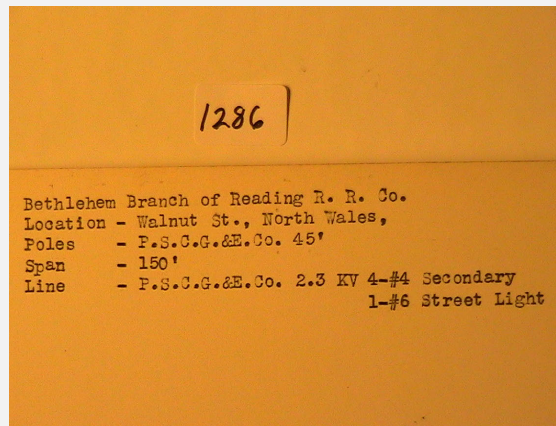 1286
Bethlehem Branch of Reading R. R. Co.
Location - Walnut St., North Wales,
Poles - P.S.C.G.&E.Co. 45'
Span - 150'
Line - P.S.C.G.&E.Co. 2.3 KV 4-#4 Secondary
1-#6 Street Light